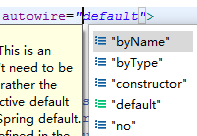 autowire="default">
This is an
't need to be
rather the
ctive default
Spring default.
fined in the
"byName"
"byType"
"constructor"
"default"
"no"